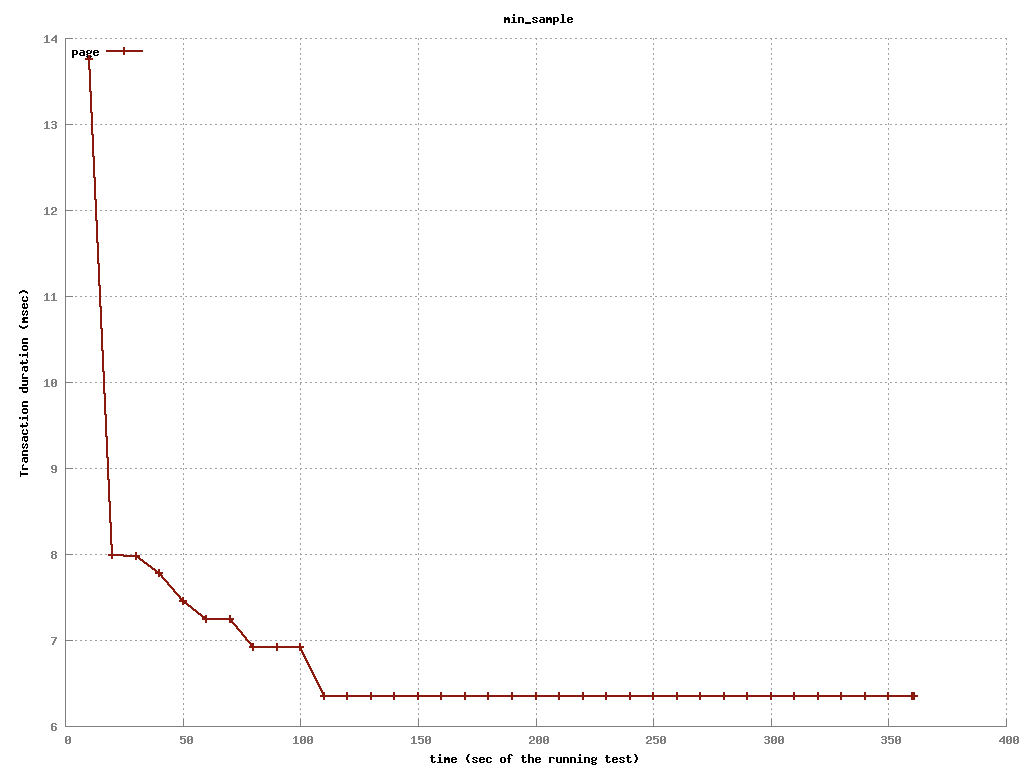 min_sample
page
14
13
12
11
10
9
8
7
6
Transaction duration (msec)
0 50 100 150 200 250 300 350 400
time (sec of the running test)